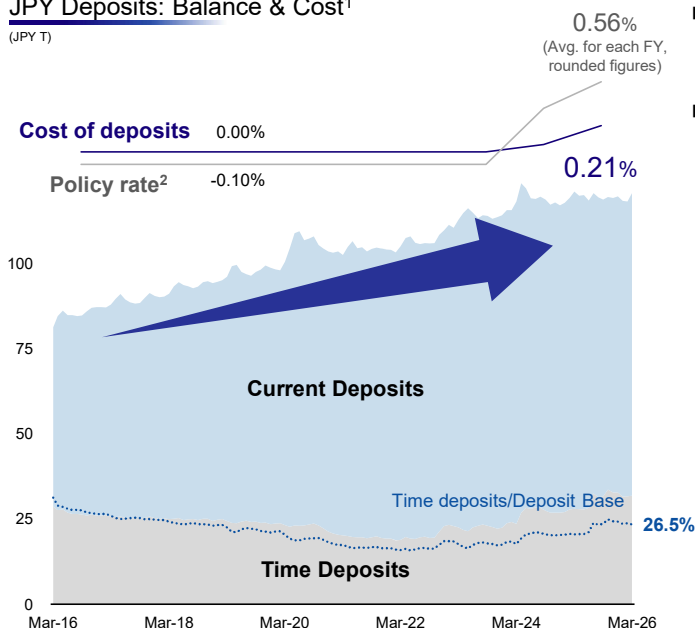 JPY Deposits: Balance & Cost¹
(JPY T)
0.56%
(Avg. for each FY,
rounded figures)
Cost of deposits 0.00%
Policy rate² -0.10%
0.21%
100
75
50
25
0
Current Deposits
Time deposits/Deposit Base
26.5%
Time Deposits
Mar-16 Mar-18 Mar-20 Mar-22 Mar-24 Mar-26